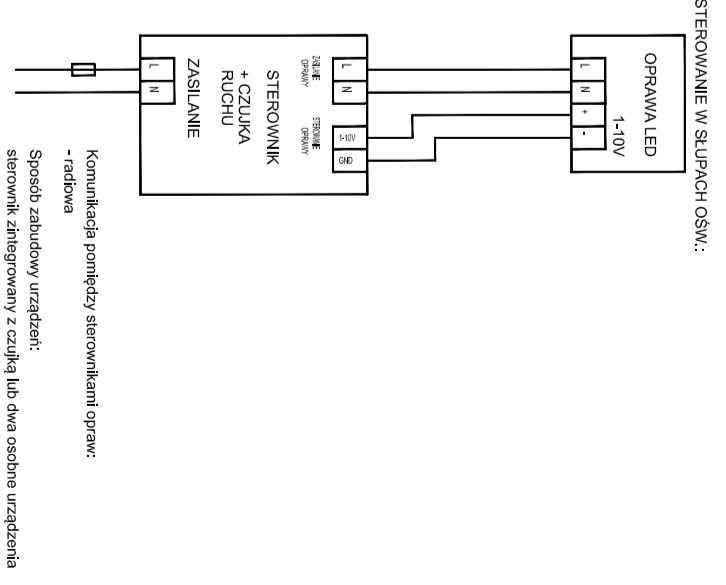 STEROWANIE W SŁUPACH OŚW.:
OPRAWA LED
1-10V
L
N
+
-
L
N
1-10V
GND
ZASILANIE
OPRAWY
STEROWANIE
OPRAWY
STEROWNIK
+ CZUJKA
RUCHU
ZASILANIE
L
N
Komunikacja pomiędzy sterownikami opraw:
- radiowa
Sposób zabudowy urządzeń:
sterownik zintegrowany z czujką lub dwa osobne urządzenia